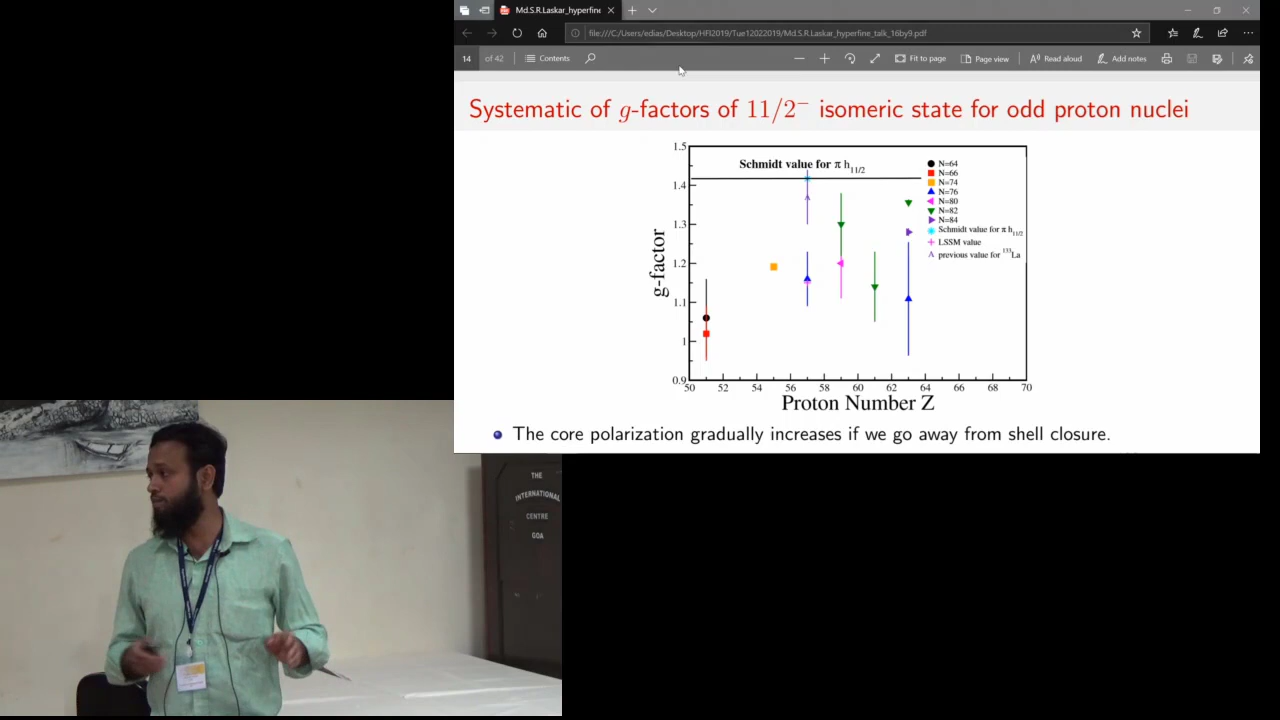 Md.S.R.Laskar_hyperfine
file:///C:/Users/edias/Desktop/HFI2019/Tue12022019/Md.S.R.Laskar_hyperfine_talk_16by9.pdf
14 of 42 Contents Fit to page Page view Read aloud Add notes
Systematic of g-factors of 11/2⁻ isomeric state for odd proton nuclei
1.5
1.4
1.3
1.2
1.1
1
0.9
g-factor
Schmidt value for π h11/2
N=64
N=66
N=74
N=76
N=80
N=82
N=84
Schmidt value for π h11/2
LSSM value
previous value for 133La
50 52 54 56 58 60 62 64 66 68 70
Proton Number Z
The core polarization gradually increases if we go away from shell closure.
THE
INTERNATIONAL
CENTRE
GOA